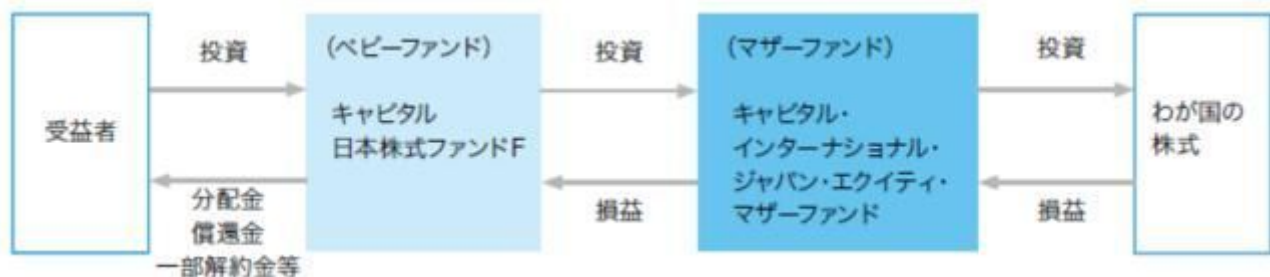 受益者
投資
分配金
償還金
一部解約金等
(ベビーファンド)
キャピタル
日本株式ファンドF
投資
損益
(マザーファンド)
キャピタル・
インターナショナル・
ジャパン・エクイティ・
マザーファンド
投資
損益
わが国の
株式